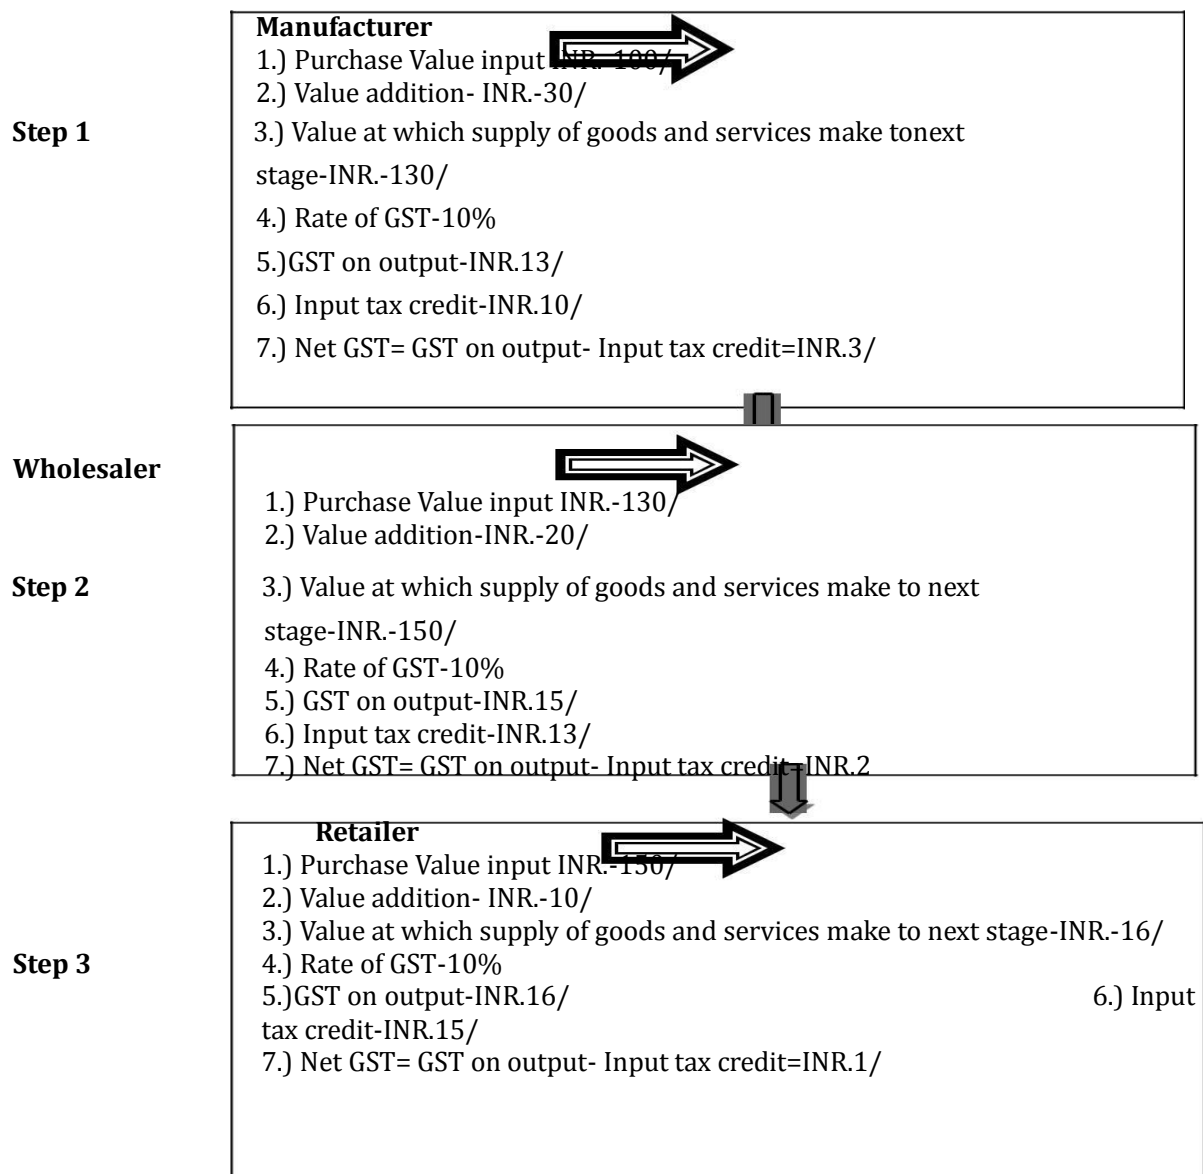 Manufacturer
1.) Purchase Value input INR.-100/
2.) Value addition- INR.-30/
Step 1
3.) Value at which supply of goods and services make tonext
stage-INR.-130/
4.) Rate of GST-10%
5.)GST on output-INR.13/
6.) Input tax credit-INR.10/
7.) Net GST= GST on output- Input tax credit=INR.3/
Wholesaler
1.) Purchase Value input INR.-130/
2.) Value addition-INR.-20/
Step 2
3.) Value at which supply of goods and services make to next
stage-INR.-150/
4.) Rate of GST-10%
5.) GST on output-INR.15/
6.) Input tax credit-INR.13/
7.) Net GST= GST on output- Input tax credit=INR.2
Retailer
1.) Purchase Value input INR.-150/
2.) Value addition- INR.-10/
3.) Value at which supply of goods and services make to next stage-INR.-16/
Step 3
4.) Rate of GST-10%
5.)GST on output-INR.16/ 6.) Input
tax credit-INR.15/
7.) Net GST= GST on output- Input tax credit=INR.1/